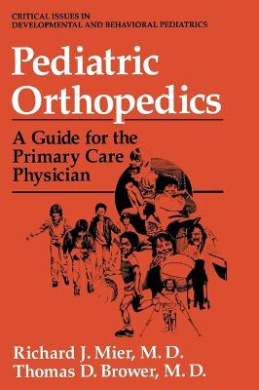 CRITICAL ISSUES IN
DEVELOPMENTAL AND BEHAVIORAL PEDIATRICS
Pediatric
Orthopedics
A Guide for the
Primary Care
Physician
Richard J. Mier, M. D.
Thomas D. Brower, M. D.